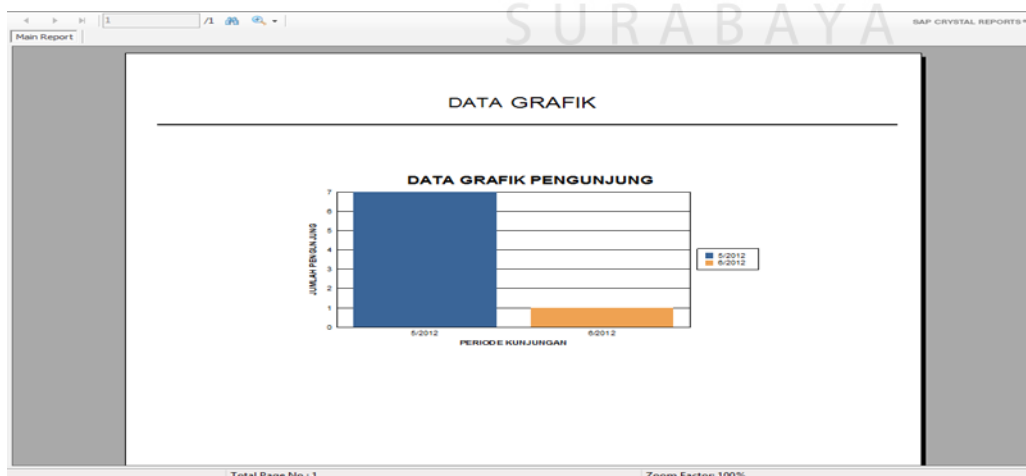 SURABAYA
1 /1
SAP CRYSTAL REPORTS
Main Report
DATA GRAFIK
DATA GRAFIK PENGUNJUNG
7
6
5
4
3
2
1
0
JUMLAH PENGUNJUNG
5/2012
6/2012
5/2012 6/2012
PERIODE KUNJUNGAN
Total Page No.: 1 Zoom Factor: 100%